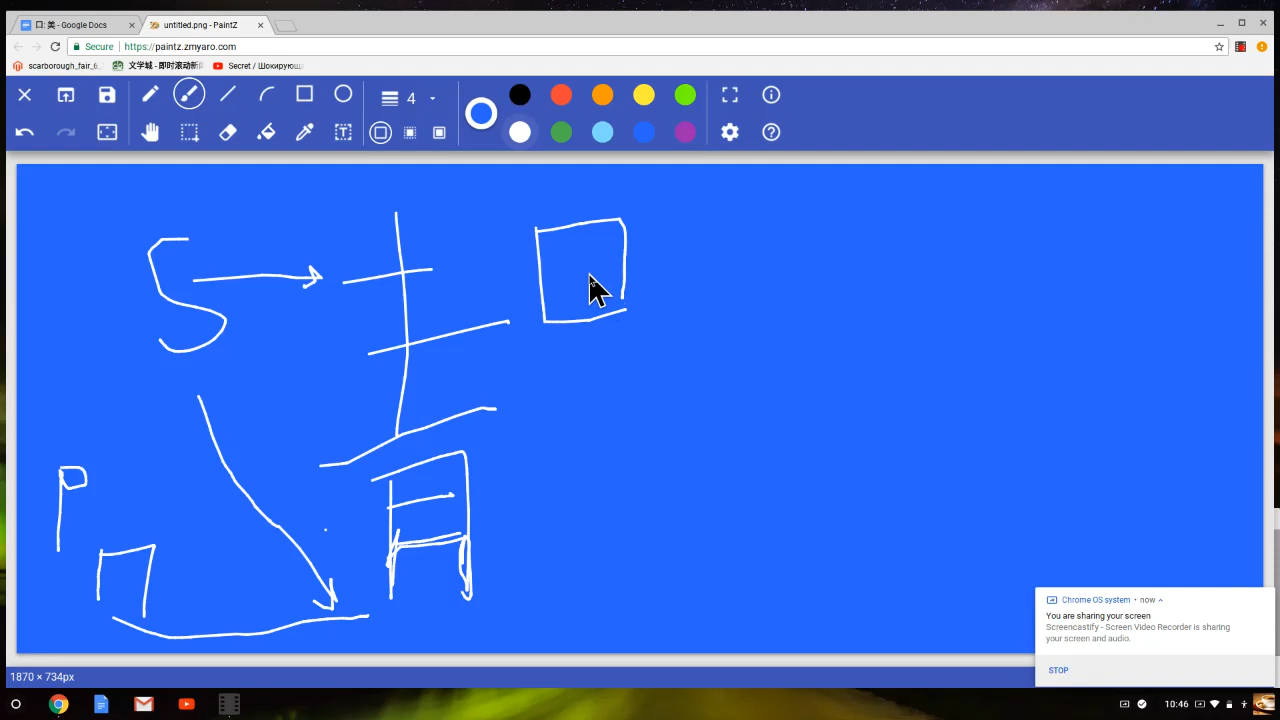 口: 美 - Google Docs
untitled.png - PaintZ
Secure
https://paintz.zmyaro.com
scarborough_fair_6_
文学城 - 即时滚动新
Secret / Шокирующ
4
S
口
P
Chrome OS system • now
You are sharing your screen
Screencastify - Screen Video Recorder is
sharing your screen and audio.
STOP
1870 × 734px
10:46